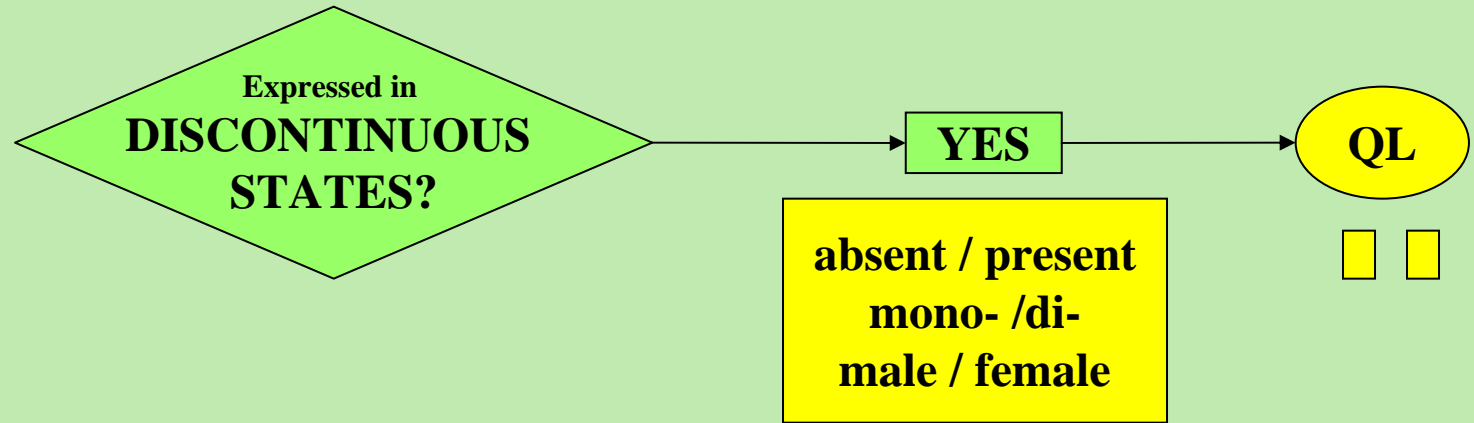 Expressed in
DISCONTINUOUS
STATES?
YES
QL
absent / present
mono- /di-
male / female